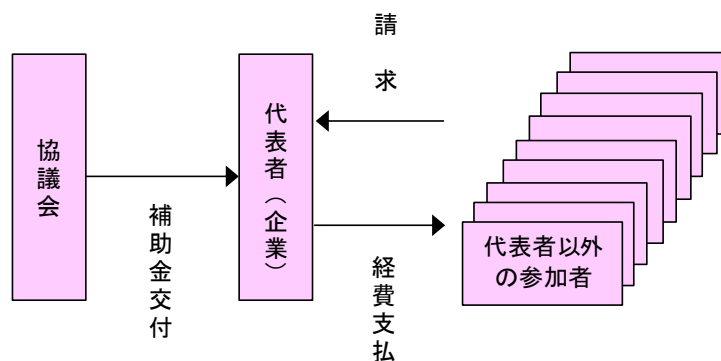 協議会
補助金交付
代表者（企業）
請求
経費支払
代表者以外
の参加者